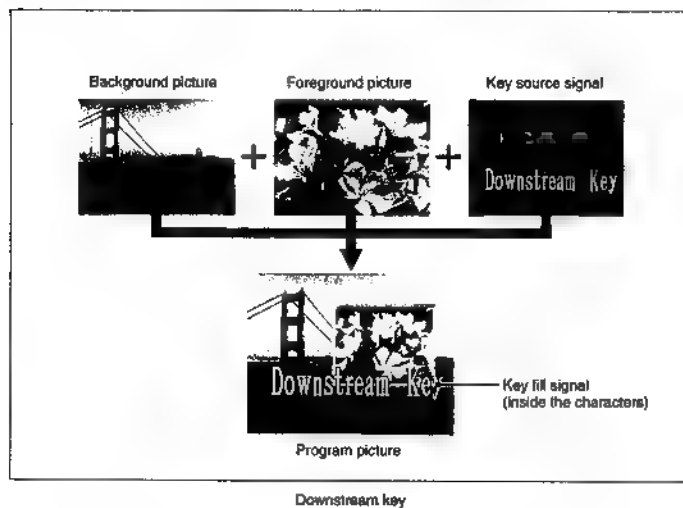 Background picture
Foreground picture
Key source signal
Downstream Key
Downstream Key
Key fill signal
(inside the characters)
Program picture
Downstream key